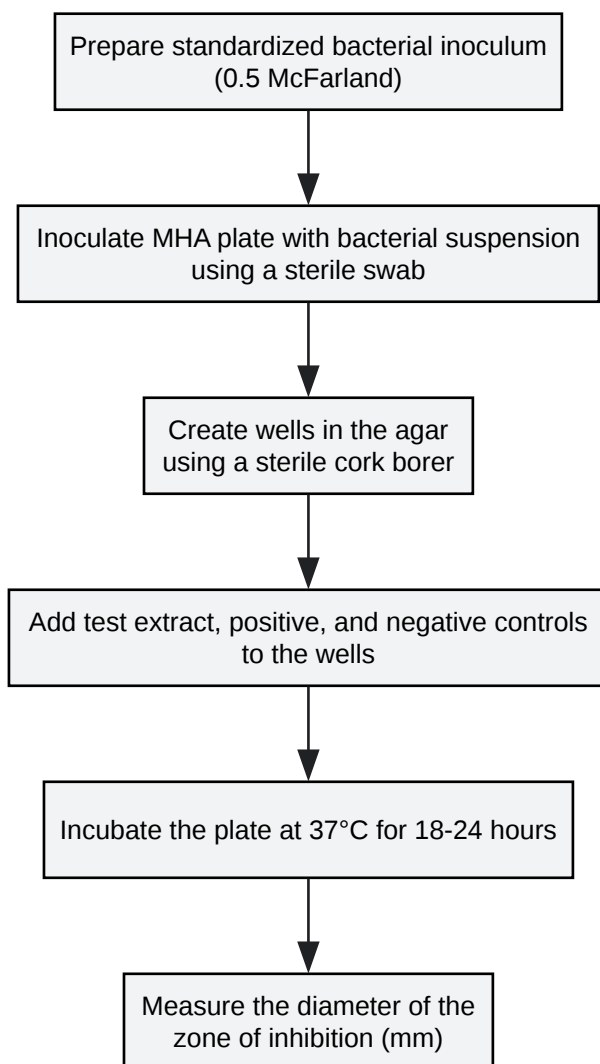 Prepare standardized bacterial inoculum
(0.5 McFarland)
Inoculate MHA plate with bacterial suspension
using a sterile swab
Create wells in the agar
using a sterile cork borer
Add test extract, positive, and negative controls
to the wells
Incubate the plate at 37°C for 18-24 hours
Measure the diameter of the
zone of inhibition (mm)